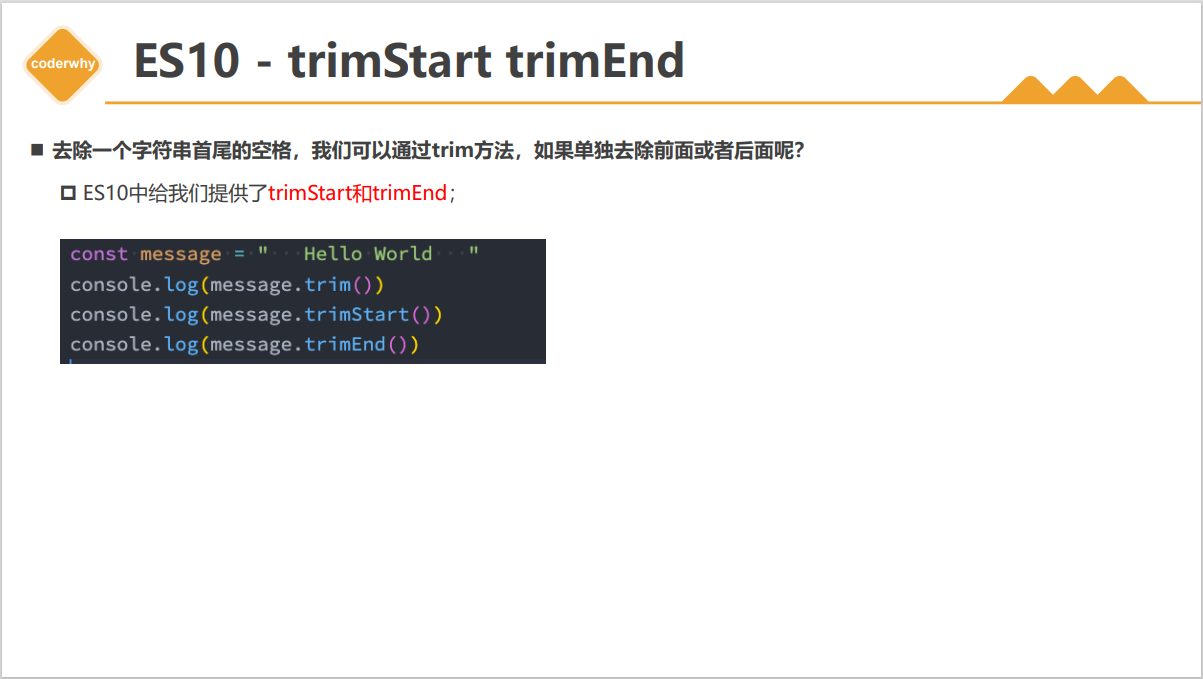 coderwhy
ES10 - trimStart trimEnd
去除一个字符串首尾的空格，我们可以通过trim方法，如果单独去除前面或者后面呢？
ES10中给我们提供了trimStart和trimEnd；
const message = "    Hello World    "
console.log(message.trim())
console.log(message.trimStart())
console.log(message.trimEnd())